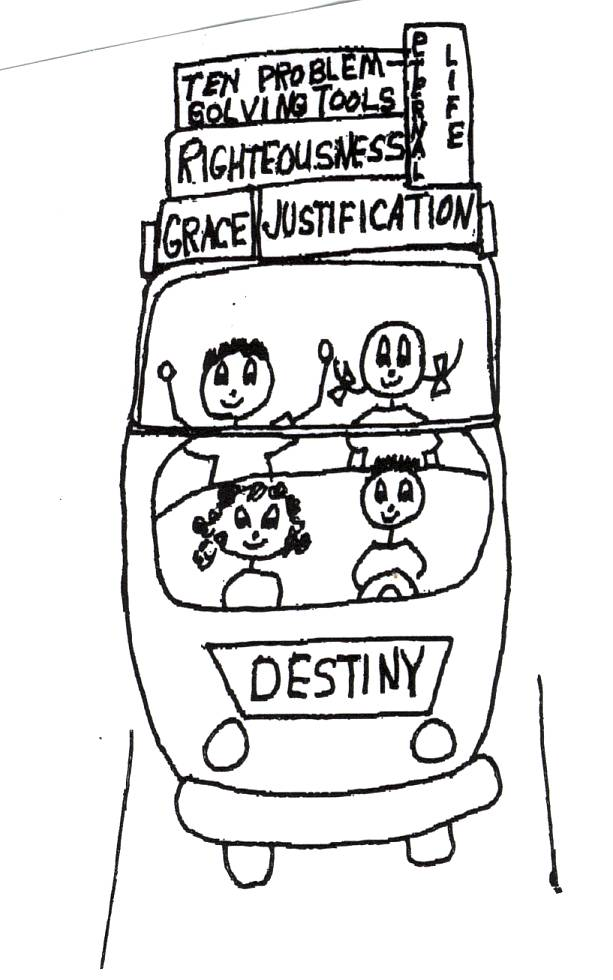 TEN PROBLEM-
SOLVING TOOLS
ETERNAL
LIFE
RIGHTEOUSNESS
GRACE
JUSTIFICATION
DESTINY